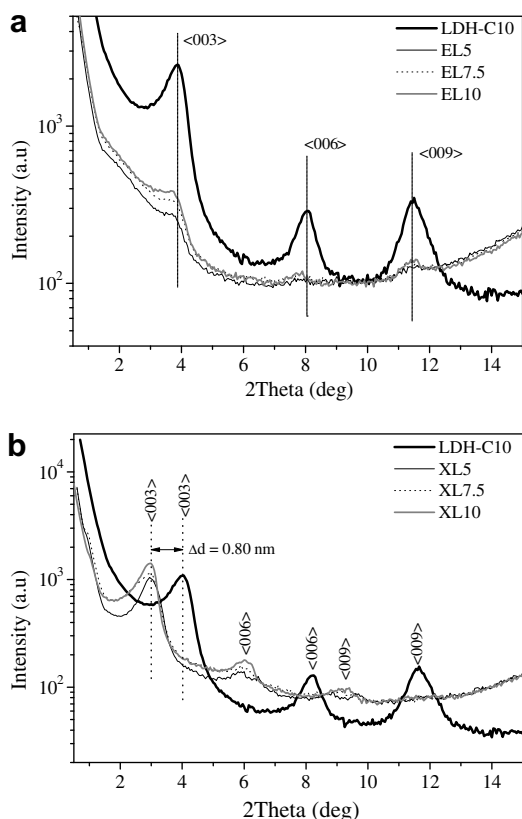 a
<003>
LDH-C10
EL5
EL7.5
EL10
<006>
<009>
10³
10²
Intensity (a.u)
2 4 6 8 10 12 14
2Theta (deg)
b
LDH-C10
XL5
XL7.5
XL10
<003>
<003>
Δd = 0.80 nm
<006>
<006>
<009>
<009>
10⁴
10³
10²
Intensity (a.u)
2 4 6 8 10 12 14
2Theta (deg)